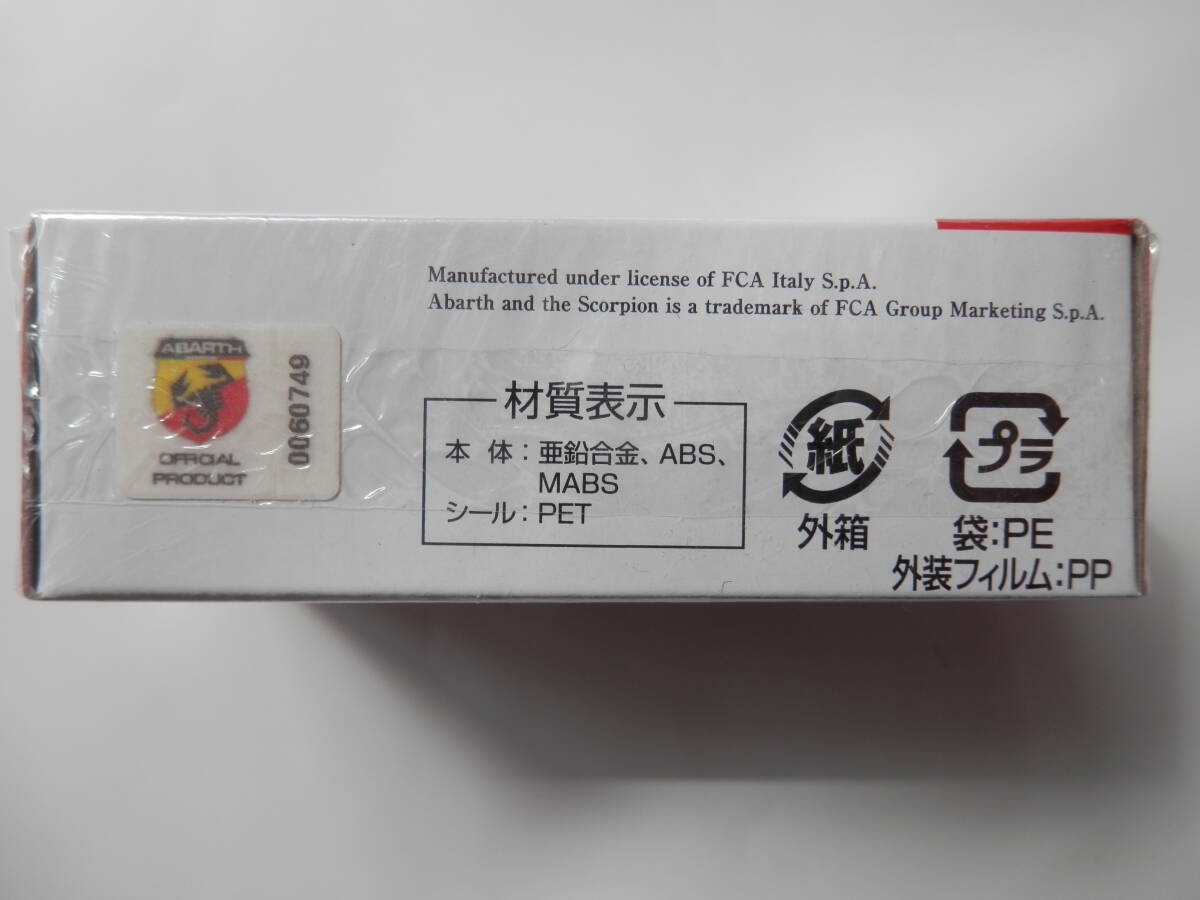 Manufactured under license of FCA Italy S.p.A.
Abarth and the Scorpion is a trademark of FCA Group Marketing S.p.A.
ABARTH
OFFICIAL
PRODUCT
0060749
材質表示
本体：亜鉛合金、ABS、
MABS
シール：PET
紙
外箱
プラ
袋：PE
外装フィルム：PP